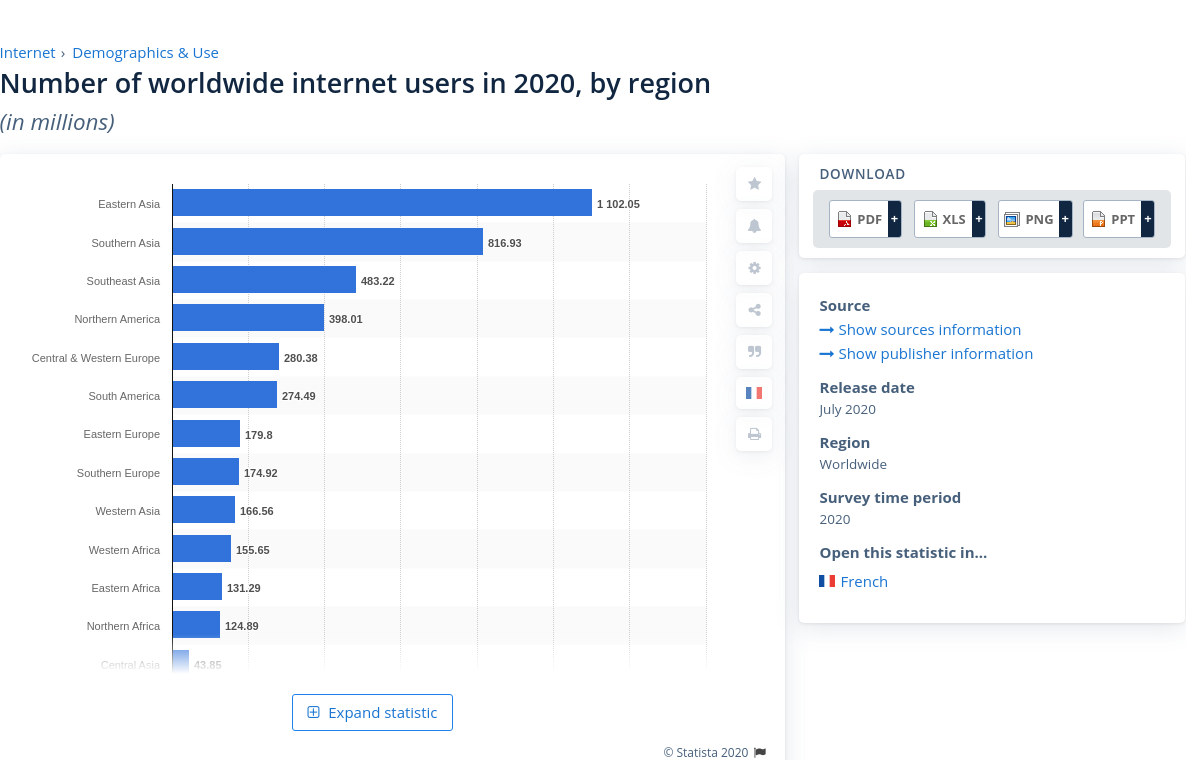 Internet › Demographics & Use
Number of worldwide internet users in 2020, by region
(in millions)
Eastern Asia 1 102.05
Southern Asia 816.93
Southeast Asia 483.22
Northern America 398.01
Central & Western Europe 280.38
South America 274.49
Eastern Europe 179.8
Southern Europe 174.92
Western Asia 166.56
Western Africa 155.65
Eastern Africa 131.29
Northern Africa 124.89
Central Asia 43.85
Expand statistic
© Statista 2020
DOWNLOAD
PDF + XLS + PNG + PPT +
Source
Show sources information
Show publisher information
Release date
July 2020
Region
Worldwide
Survey time period
2020
Open this statistic in...
French